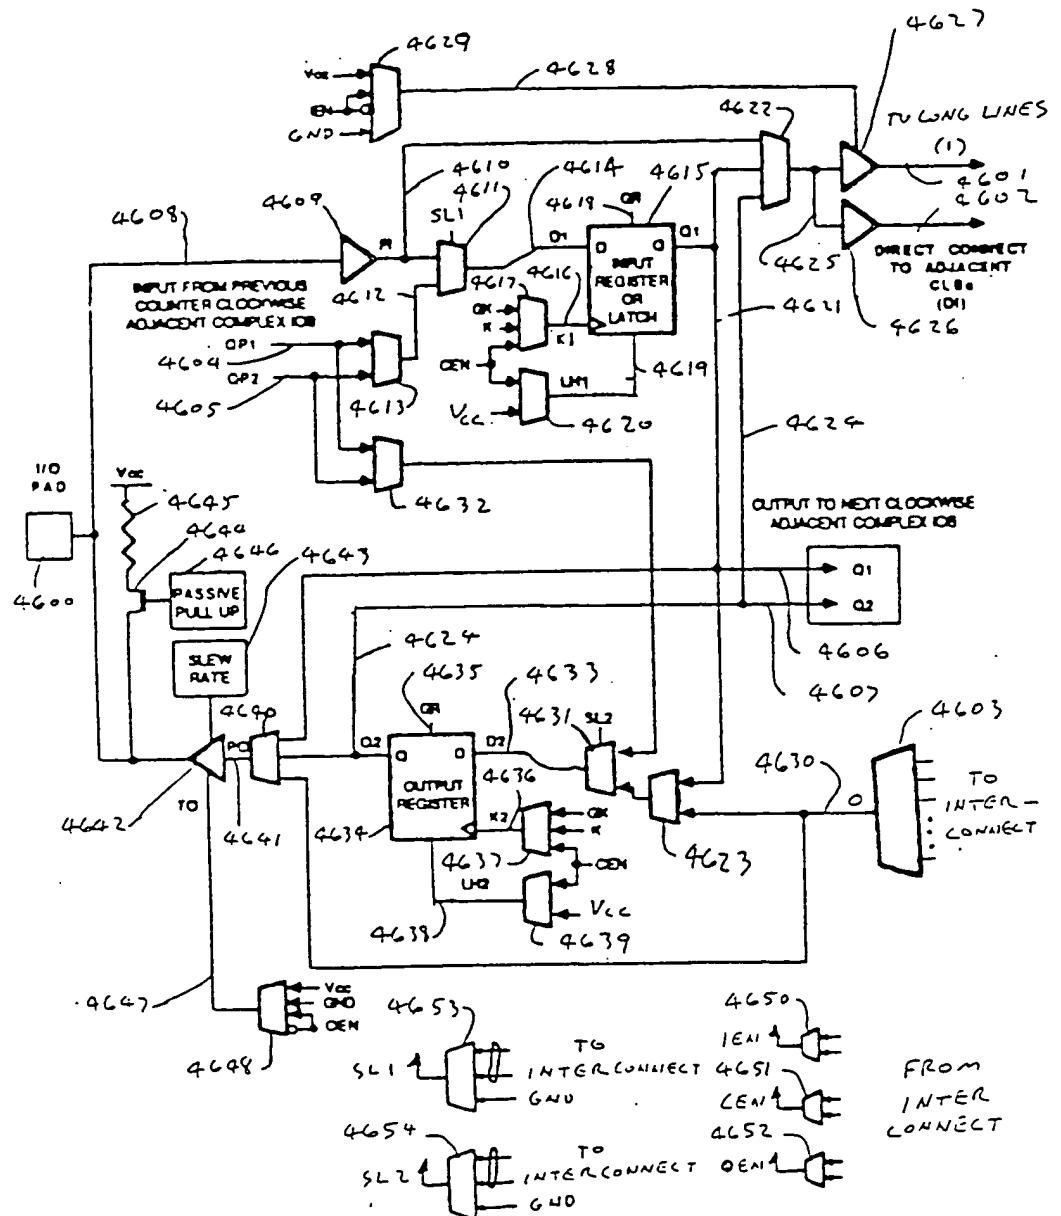 4629
4627
Vcc
4628
IEN
4622
GND
TO LONG LINES
(1)
4610
4614
4611
4615
4601
4608
4609
4618
GR
4602
SL1
PI
D1
D
Q
Q1
INPUT
REGISTER
OR
LATCH
4625
DIRECT CONNECT
TO ADJACENT
CLBs
(DI)
INPUT FROM PREVIOUS
COUNTER CLOCKWISE
ADJACENT COMPLEX IOB
4612
4617
4616
4621
4626
GK
K
K1
QP1
4604
CEN
4619
QP2
LM1
4605
4613
VCC
4620
4624
I/O
PAD
Vcc
4645
4632
OUTPUT TO NEXT CLOCKWISE
ADJACENT COMPLEX IOB
4644
4646
4643
Q1
4600
PASSIVE
PULL UP
Q2
SLEW
RATE
4624
4606
4635
4633
4607
4640
GR
4631
SL2
4603
PO
Q2
Q
D
D2
4630
TO
INTER-
CONNECT
O
OUTPUT
REGISTER
4636
TO
GK
K2
K
4642
4641
4634
4637
CEN
4623
LM2
VCC
4638
4639
4647
Vcc
GND
OEN
4653
4650
4648
TO
INTERCONNECT
IEN
SL1
4651
FROM
INTER
CONNECT
GND
CEN
4654
4652
TO
INTERCONNECT
SL2
OEN
GND